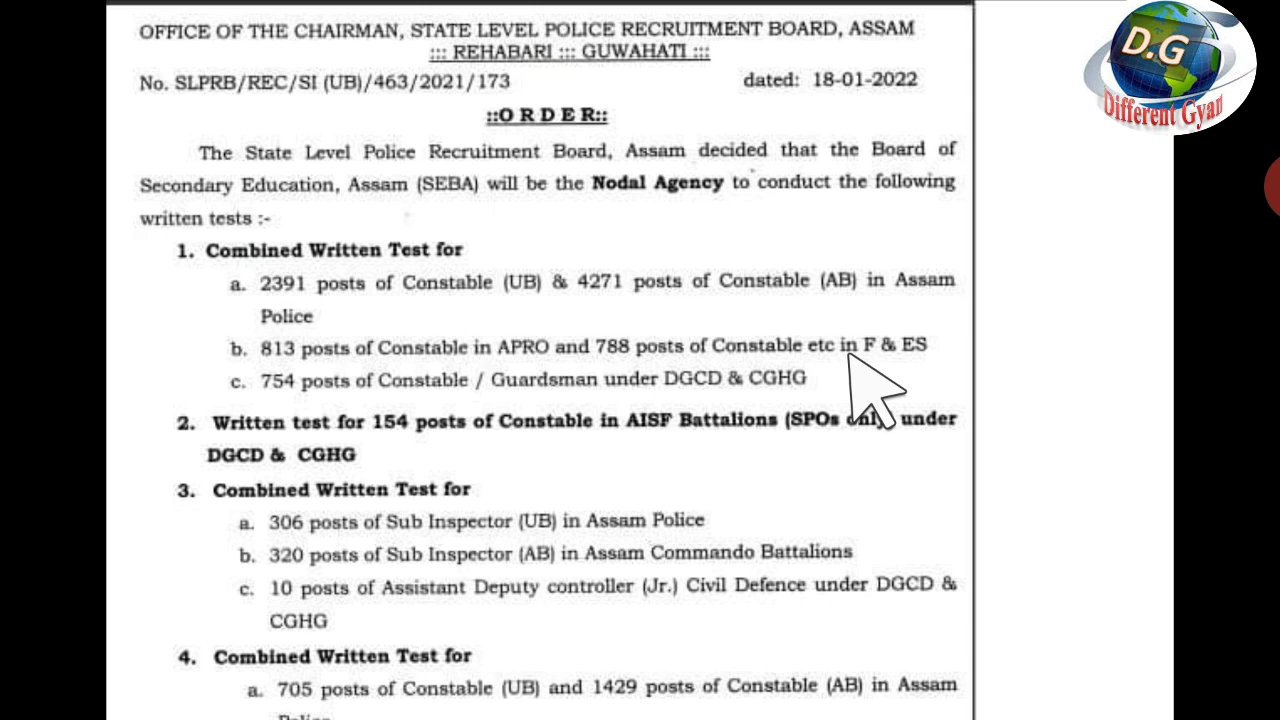 OFFICE OF THE CHAIRMAN, STATE LEVEL POLICE RECRUITMENT BOARD, ASSAM
::: REHABARI ::: GUWAHATI :::
No. SLPRB/REC/SI (UB)/463/2021/173 dated: 18-01-2022
::O R D E R::
The State Level Police Recruitment Board, Assam decided that the Board of
Secondary Education, Assam (SEBA) will be the Nodal Agency to conduct the following
written tests :-
1. Combined Written Test for
a. 2391 posts of Constable (UB) & 4271 posts of Constable (AB) in Assam
Police
b. 813 posts of Constable in APRO and 788 posts of Constable etc in F & ES
c. 754 posts of Constable / Guardsman under DGCD & CGHG
2. Written test for 154 posts of Constable in AISF Battalions (SPOs only) under
DGCD & CGHG
3. Combined Written Test for
a. 306 posts of Sub Inspector (UB) in Assam Police
b. 320 posts of Sub Inspector (AB) in Assam Commando Battalions
c. 10 posts of Assistant Deputy controller (Jr.) Civil Defence under DGCD &
CGHG
4. Combined Written Test for
a. 705 posts of Constable (UB) and 1429 posts of Constable (AB) in Assam
Police
D.G
Different Gyan